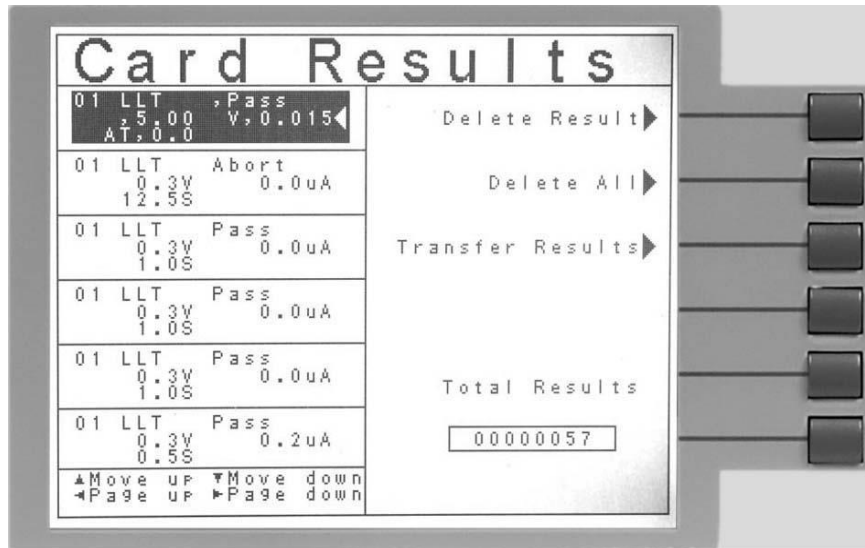 Card Results
01 LLT ,Pass
,5.00 V,0.015
AT,0.0
01 LLT Abort
0.3V 0.0uA
12.5S
01 LLT Pass
0.3V 0.0uA
1.0S
01 LLT Pass
0.3V 0.0uA
1.0S
01 LLT Pass
0.3V 0.0uA
1.0S
01 LLT Pass
0.3V 0.2uA
0.5S
▲Move up ▼Move down
◄Page up ►Page down
Delete Result
Delete All
Transfer Results
Total Results
00000057